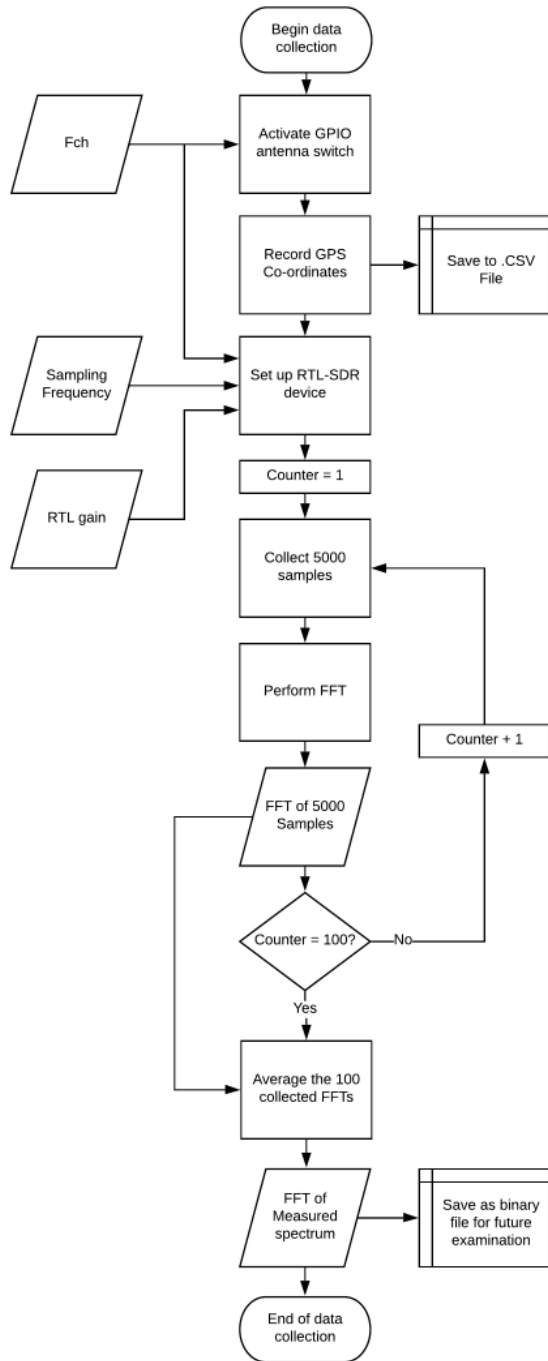 Begin data
collection
Fch
Activate GPIO
antenna switch
Record GPS
Co-ordinates
Save to .CSV
File
Sampling
Frequency
Set up RTL-SDR
device
Counter = 1
RTL gain
Collect 5000
samples
Perform FFT
Counter + 1
FFT of 5000
Samples
Counter = 100?
No
Yes
Average the 100
collected FFTs
FFT of
Measured
spectrum
Save as binary
file for future
examination
End of data
collection